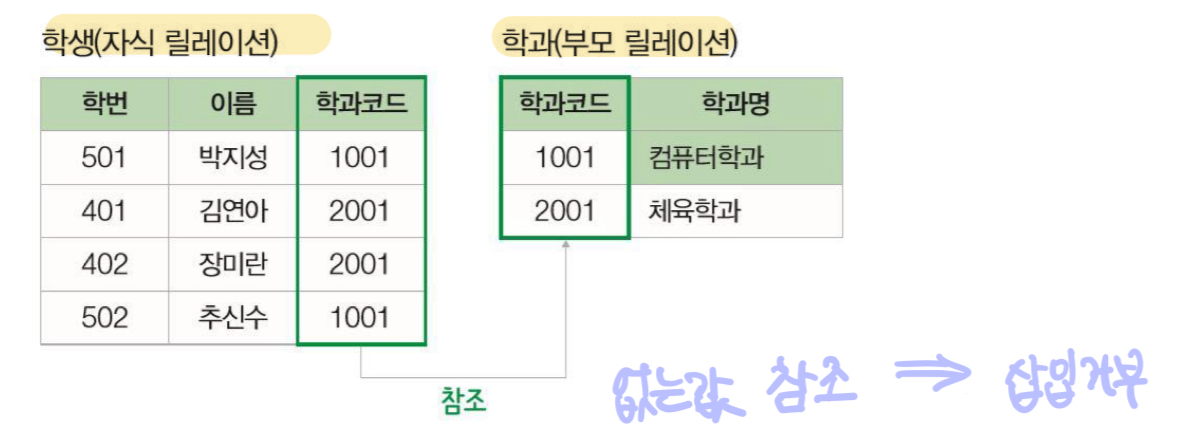 학생(자식 릴레이션)
학번 이름 학과코드
501 박지성 1001
401 김연아 2001
402 장미란 2001
502 추신수 1001
학과(부모 릴레이션)
학과코드 학과명
1001 컴퓨터학과
2001 체육학과
참조
없는값 참조 ⇒ 삽입거부